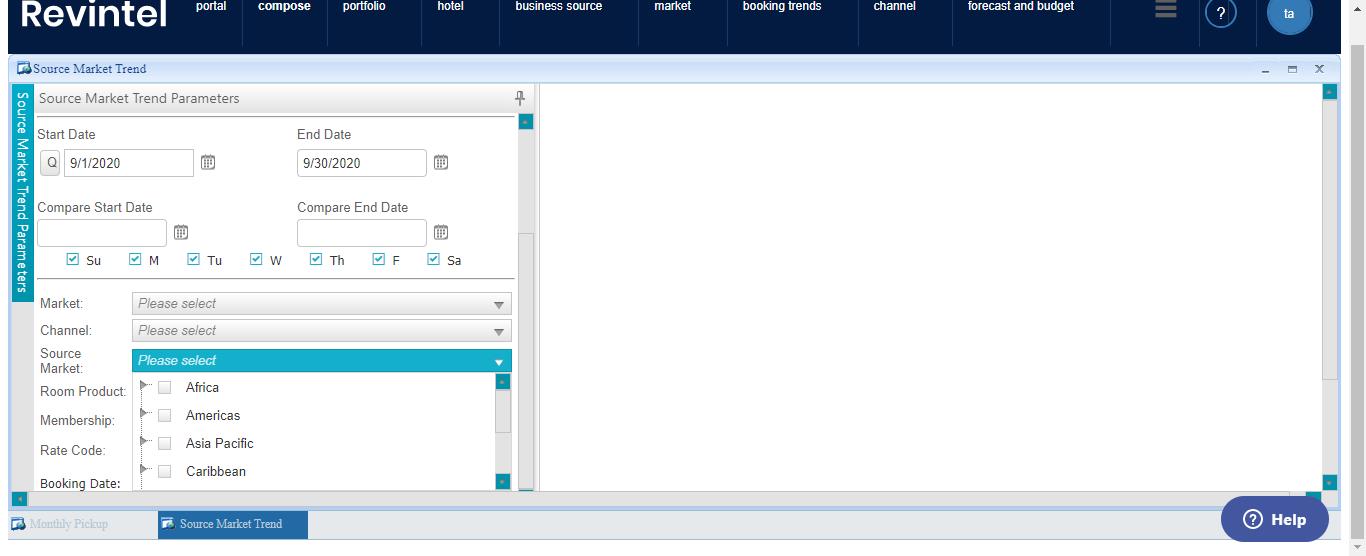 Revintel
portal compose portfolio hotel business source market booking trends channel forecast and budget ? ta
Source Market Trend
Source Market Trend Parameters
Source Market Trend Parameters
Start Date End Date
Q 9/1/2020 9/30/2020
Compare Start Date Compare End Date
Su M Tu W Th F Sa
Market: Please select
Channel: Please select
Source
Market: Please select
Room Product: Africa
Membership: Americas
Rate Code: Asia Pacific
Caribbean
Booking Date:
Monthly Pickup Source Market Trend
? Help